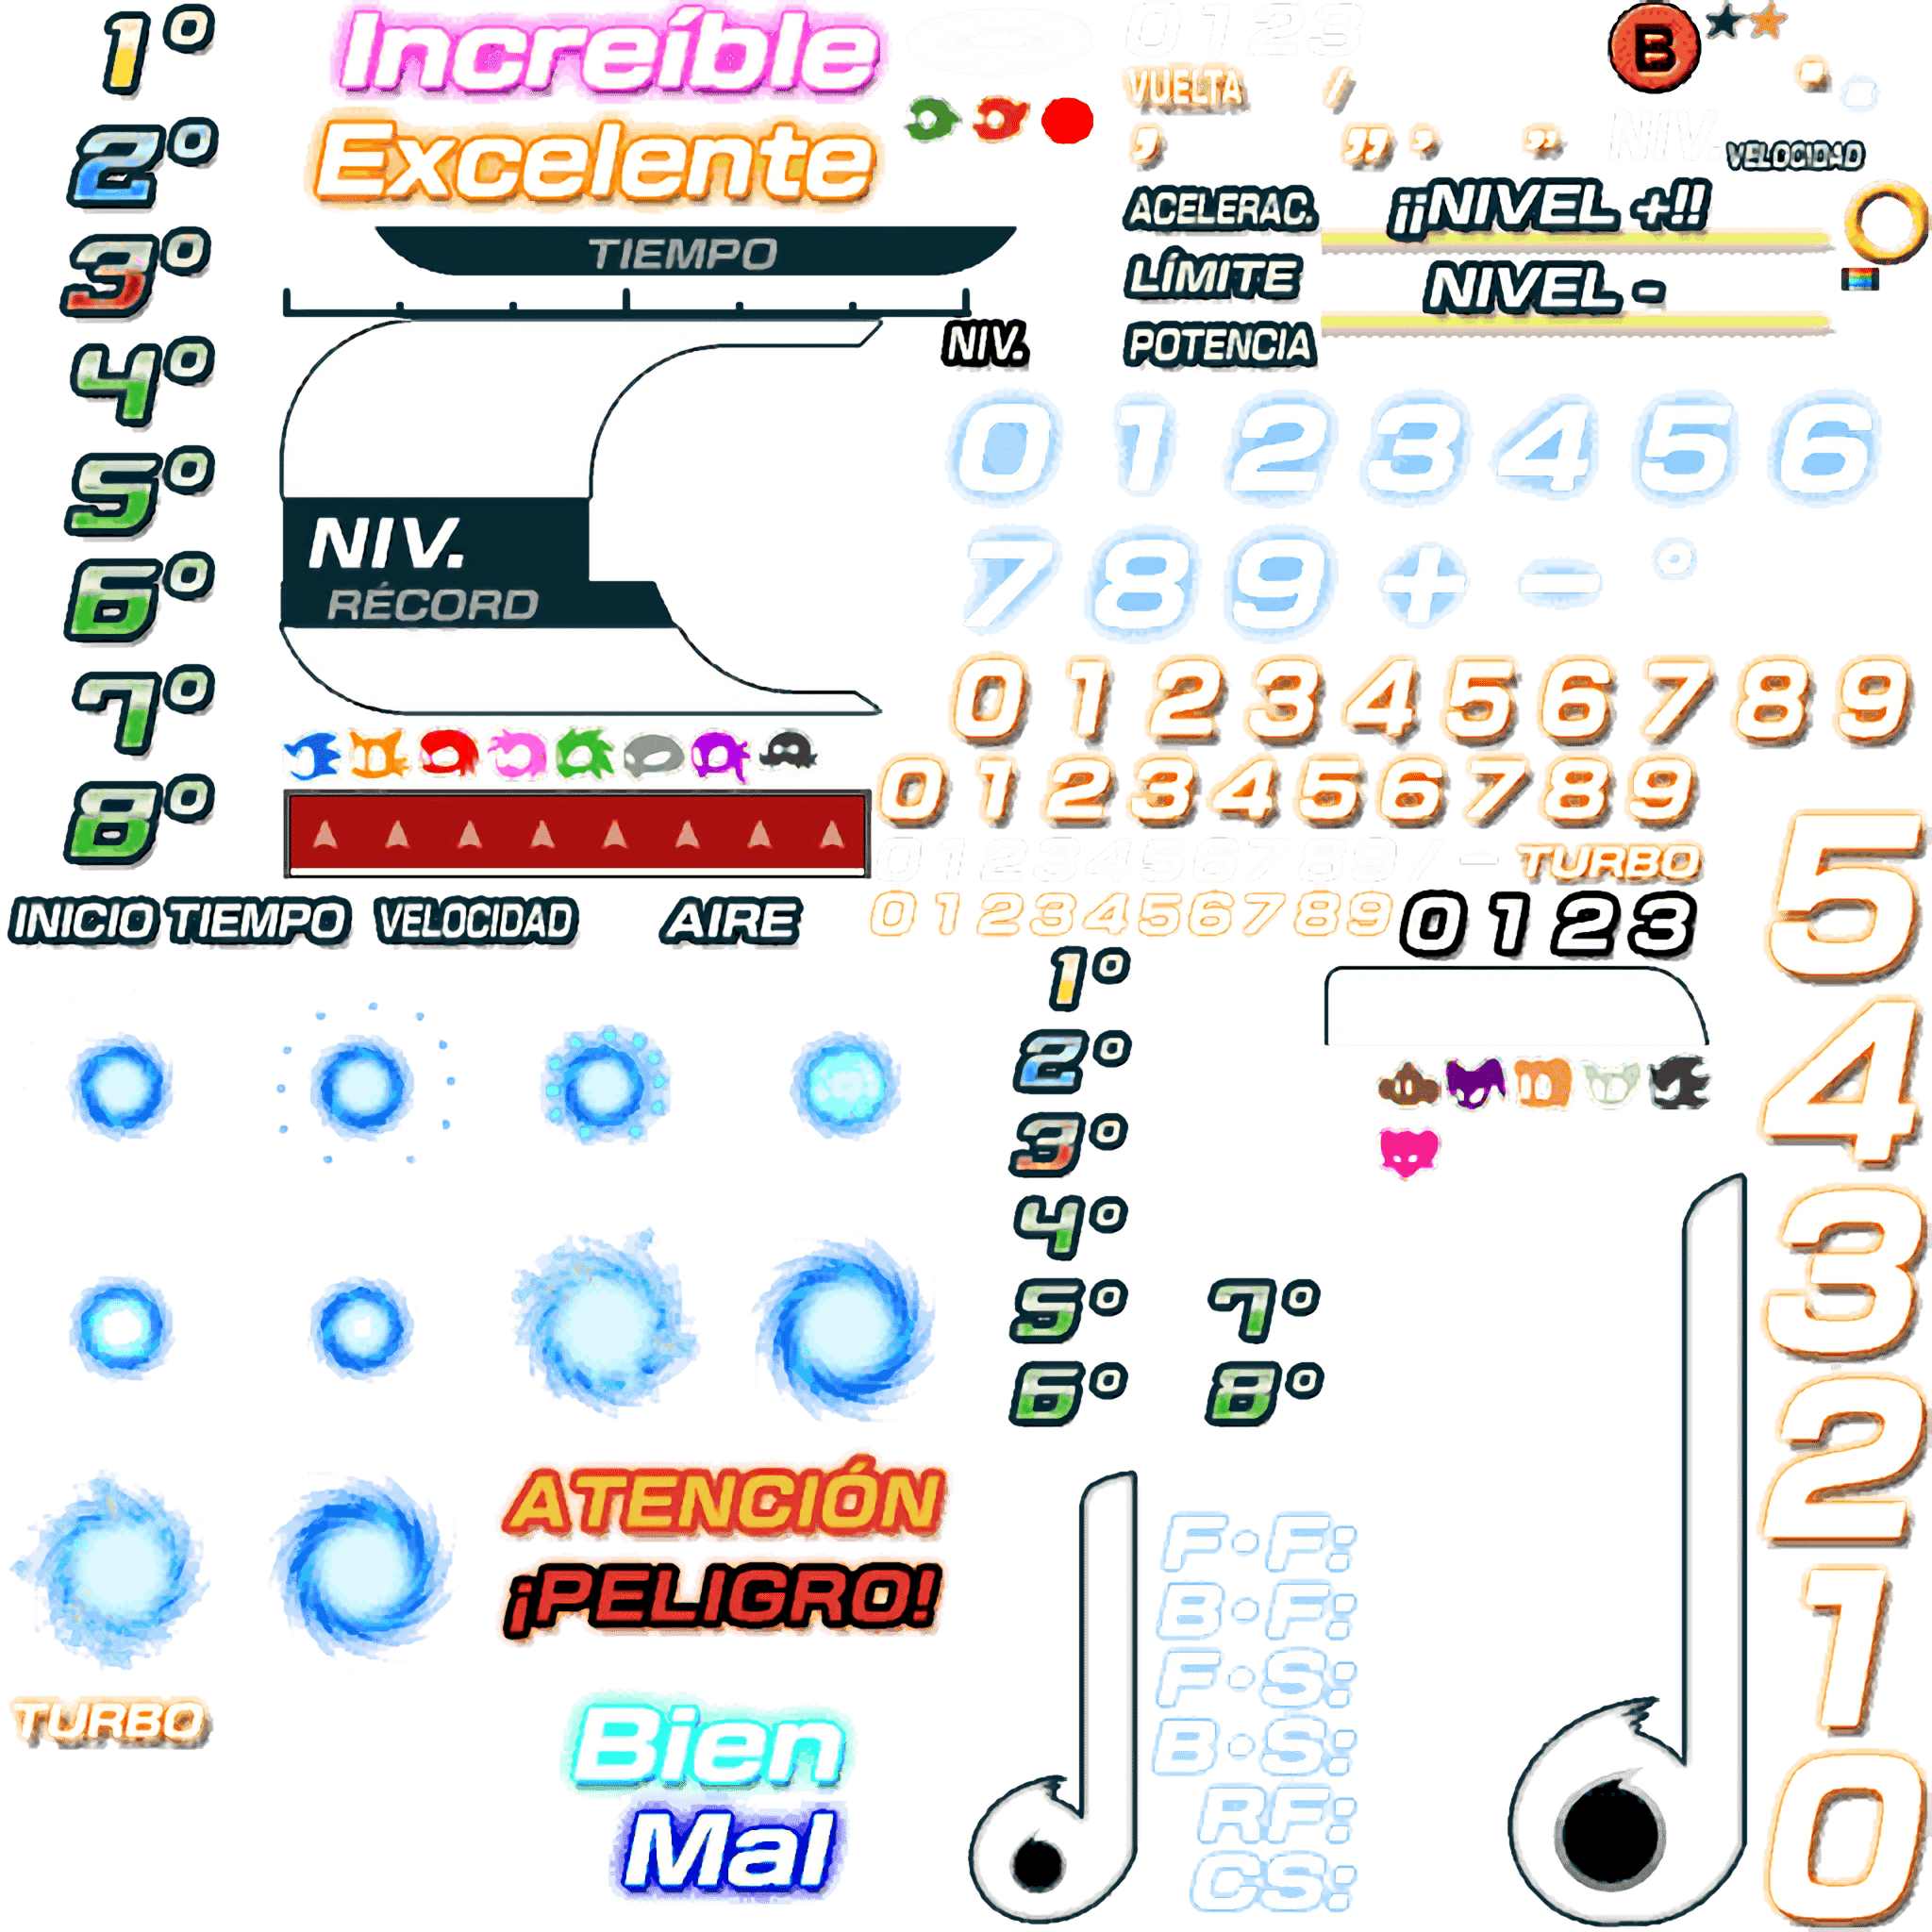 1º
Increíble
0123
B
VUELTA /
2º
Excelente
, ,, , ,,
NIV.
VELOCIDAD
ACELERAC.
¡¡NIVEL +!!
3º
TIEMPO
LÍMITE
NIVEL -
NIV.
POTENCIA
4º
0 1 2 3 4 5 6
5º
NIV.
7 8 9 + - º
6º
RÉCORD
0 1 2 3 4 5 6 7 8 9
7º
0 1 2 3 4 5 6 7 8 9
8º
0123456789/-
TURBO
INICIO TIEMPO VELOCIDAD AIRE
0123456789
0 1 2 3
5
1º
2º
4
3º
4º
3
5º 7º
6º 8º
2
ATENCIÓN
¡PELIGRO!
F•F:
B•F:
F•S:
1
TURBO
Bien
B•S:
RF:
Mal
CS:
0